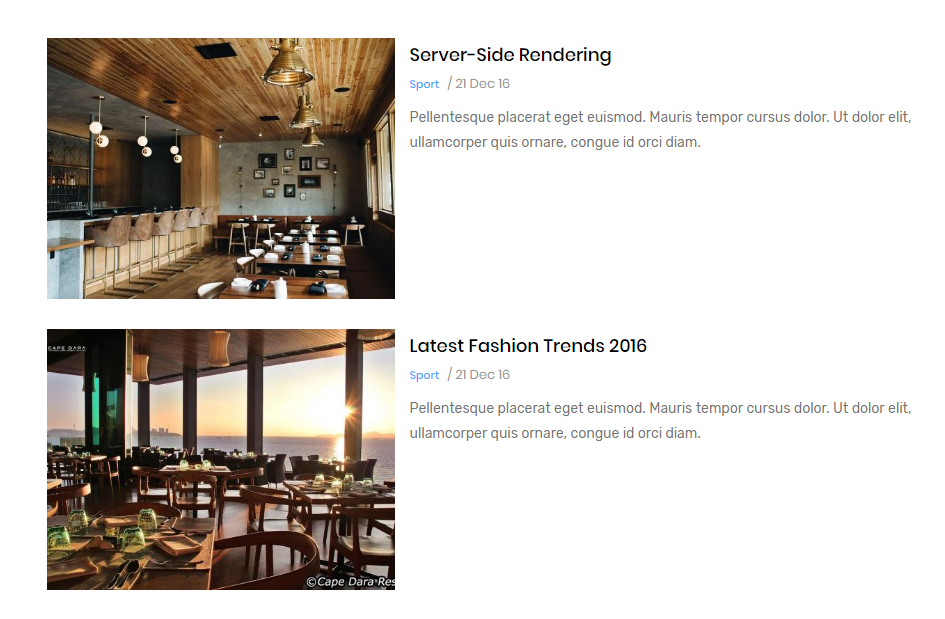 Server-Side Rendering
Sport / 21 Dec 16
Pellentesque placerat eget euismod. Mauris tempor cursus dolor. Ut dolor elit,
ullamcorper quis ornare, congue id orci diam.
CAPE DARA
Latest Fashion Trends 2016
Sport / 21 Dec 16
Pellentesque placerat eget euismod. Mauris tempor cursus dolor. Ut dolor elit,
ullamcorper quis ornare, congue id orci diam.
©Cape Dara Res